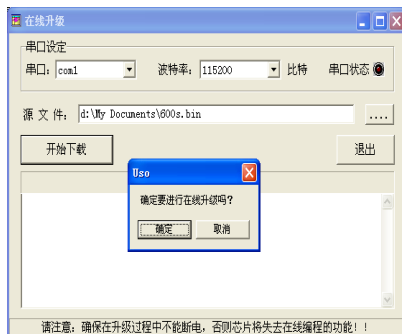 在线升级
串口设定
串口: com1 波特率: 115200 比特 串口状态
源 文 件: d:\My Documents\600s.bin ....
开始下载 退出
Uso
确定要进行在线升级吗?
确定 取消
请注意: 确保在升级过程中不能断电, 否则芯片将失去在线编程的功能!!